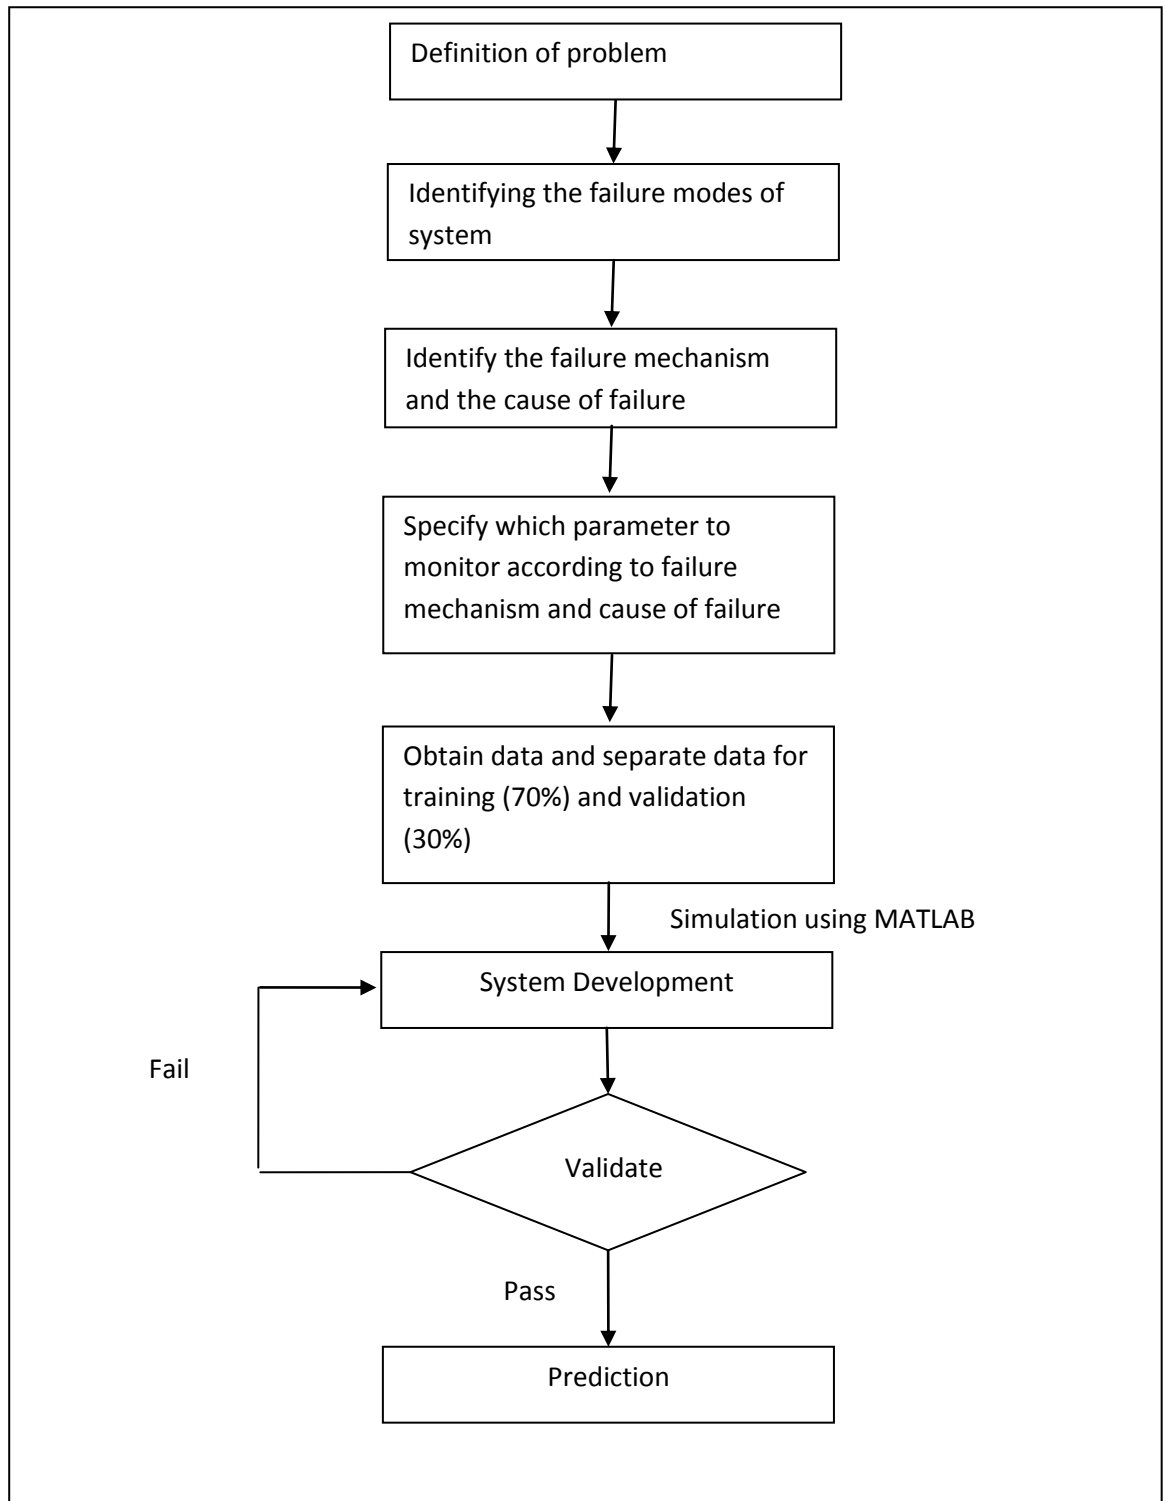 Definition of problem
Identifying the failure modes of
system
Identify the failure mechanism
and the cause of failure
Specify which parameter to
monitor according to failure
mechanism and cause of failure
Obtain data and separate data for
training (70%) and validation
(30%)
Simulation using MATLAB
System Development
Fail
Validate
Pass
Prediction